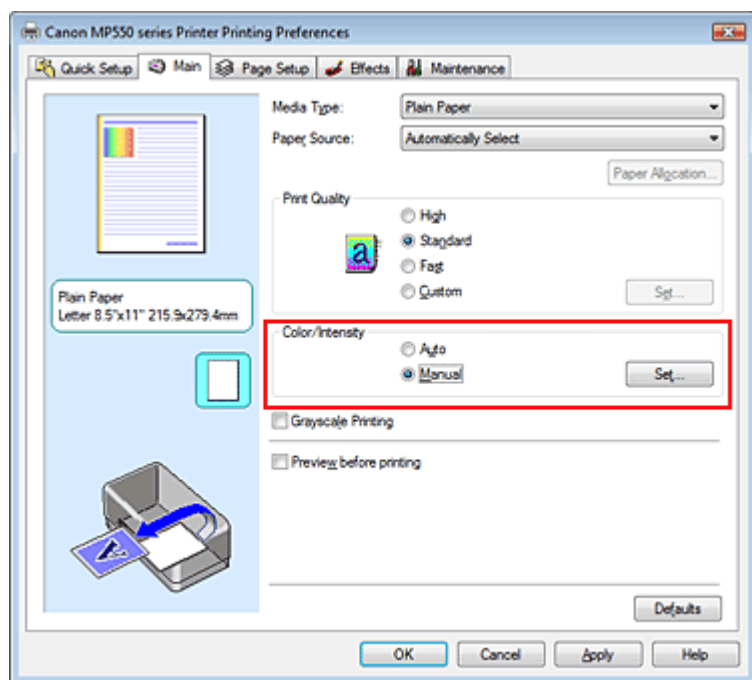 Canon MP550 series Printer Printing Preferences
Quick Setup Main Page Setup Effects Maintenance
Media Type: Plain Paper
Paper Source: Automatically Select
Paper Allocation...
Print Quality
High
a Standard
Fast
Custom Set...
Plain Paper
Letter 8.5"x11" 215.9x279.4mm
Color/Intensity
Auto
Manual Set...
Grayscale Printing
Preview before printing
A
Defaults
OK Cancel Apply Help